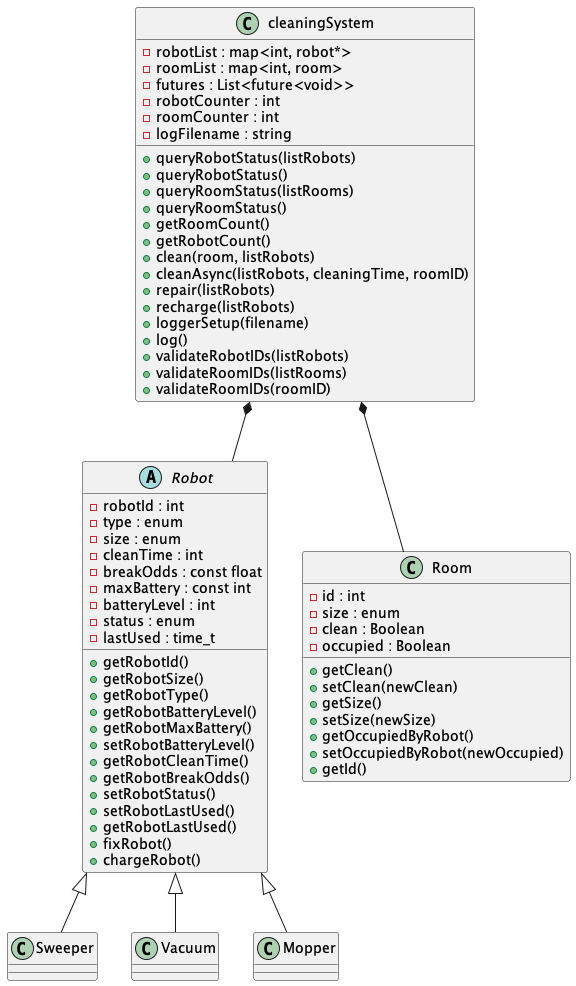 C cleaningSystem
robotList : map<int, robot*>
roomList : map<int, room>
futures : List<future<void>>
robotCounter : int
roomCounter : int
logFilename : string
queryRobotStatus(listRobots)
queryRobotStatus()
queryRoomStatus(listRooms)
queryRoomStatus()
getRoomCount()
getRobotCount()
clean(room, listRobots)
cleanAsync(listRobots, cleaningTime, roomID)
repair(listRobots)
recharge(listRobots)
loggerSetup(filename)
log()
validateRobotIDs(listRobots)
validateRoomIDs(listRooms)
validateRoomIDs(roomID)
A Robot
robotId : int
type : enum
size : enum
cleanTime : int
breakOdds : const float
maxBattery : const int
batteryLevel : int
status : enum
lastUsed : time_t
getRobotId()
getRobotSize()
getRobotType()
getRobotBatteryLevel()
getRobotMaxBattery()
setRobotBatteryLevel()
getRobotCleanTime()
getRobotBreakOdds()
setRobotStatus()
setRobotLastUsed()
getRobotLastUsed()
fixRobot()
chargeRobot()
C Room
id : int
size : enum
clean : Boolean
occupied : Boolean
getClean()
setClean(newClean)
getSize()
setSize(newSize)
getOccupiedByRobot()
setOccupiedByRobot(newOccupied)
getId()
C Sweeper
C Vacuum
C Mopper